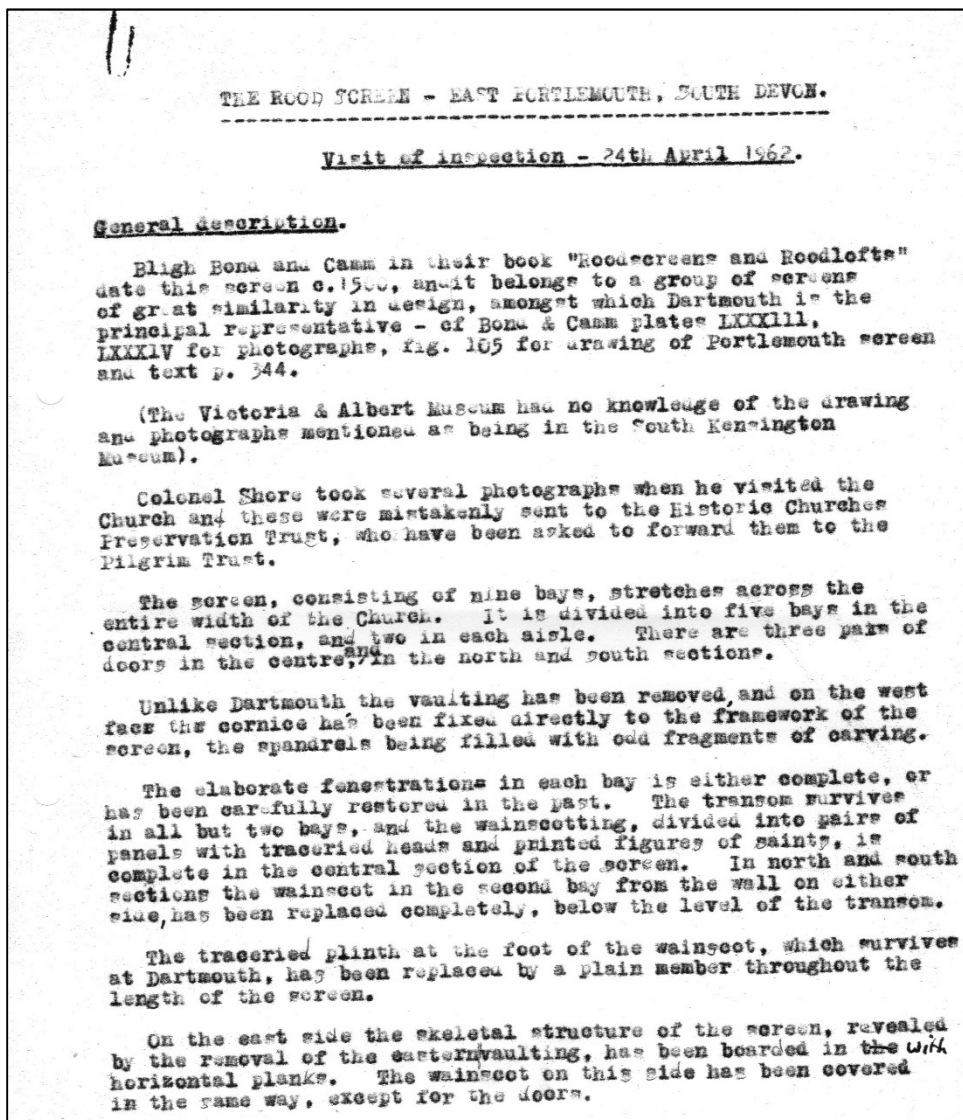 THE ROOD SCREEN - EAST PORTLEMOUTH, SOUTH DEVON.
Visit of inspection - 24th April 1962.
General description.
Bligh Bond and Camm in their book "Roodscreens and Roodlofts"
date this screen c.1500, andit belongs to a group of screens
of great similarity in design, amongst which Dartmouth is the
principal representative - cf Bond & Camm plates LXXXlll,
LXXXlV for photographs, fig. 105 for drawing of Portlemouth screen
and text p. 344.
(The Victoria & Albert Museum had no knowledge of the drawing
and photographs mentioned as being in the South Kensington
Museum).
Colonel Shore took several photographs when he visited the
Church and these were mistakenly sent to the Historic Churches
Preservation Trust, who have been asked to forward them to the
Pilgrim Trust.
The screen, consisting of nine bays, stretches across the
entire width of the Church. It is divided into five bays in the
central section, and two in each aisle. There are three pairs of
doors in the centre, and in the north and south sections.
Unlike Dartmouth the vaulting has been removed, and on the west
face the cornice has been fixed directly to the framework of the
screen, the spandrels being filled with odd fragments of carving.
The elaborate fenestrations in each bay is either complete, or
has been carefully restored in the past. The transom survives
in all but two bays, and the wainscotting, divided into pairs of
panels with traceried heads and printed figures of saints, is
complete in the central section of the screen. In north and south
sections the wainscot in the second bay from the wall on either
side, has been replaced completely, below the level of the transom.
The traceried plinth at the foot of the wainscot, which survives
at Dartmouth, has been replaced by a plain member throughout the
length of the screen.
On the east side the skeletal structure of the screen, revealed
by the removal of the eastern vaulting, has been boarded in the with
horizontal planks. The wainscot on this side has been covered
in the same way, except for the doors.